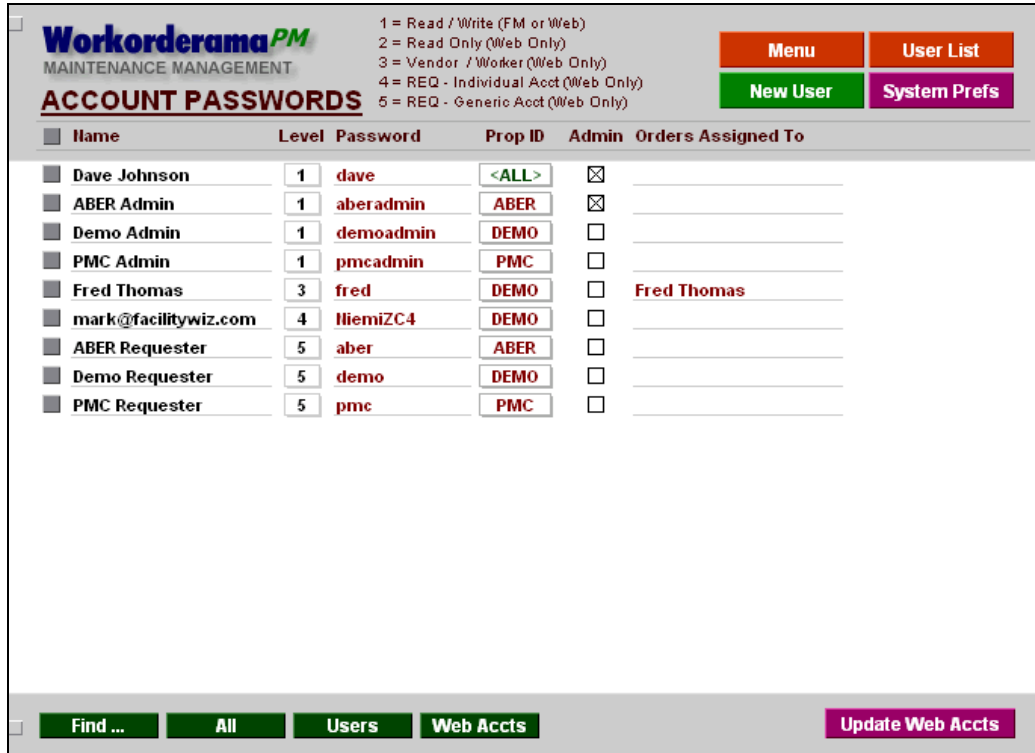 Workorderama PM
MAINTENANCE MANAGEMENT
ACCOUNT PASSWORDS
1 = Read / Write (FM or Web)
2 = Read Only (Web Only)
3 = Vendor / Worker (Web Only)
4 = REQ - Individual Acct (Web Only)
5 = REQ - Generic Acct (Web Only)
Menu User List
New User System Prefs
Name Level Password Prop ID Admin Orders Assigned To
Dave Johnson 1 dave <ALL>
ABER Admin 1 aberadmin ABER
Demo Admin 1 demoadmin DEMO
PMC Admin 1 pmcadmin PMC
Fred Thomas 3 fred DEMO Fred Thomas
mark@facilitywiz.com 4 NiemiZC4 DEMO
ABER Requester 5 aber ABER
Demo Requester 5 demo DEMO
PMC Requester 5 pmc PMC
Find ... All Users Web Accts Update Web Accts